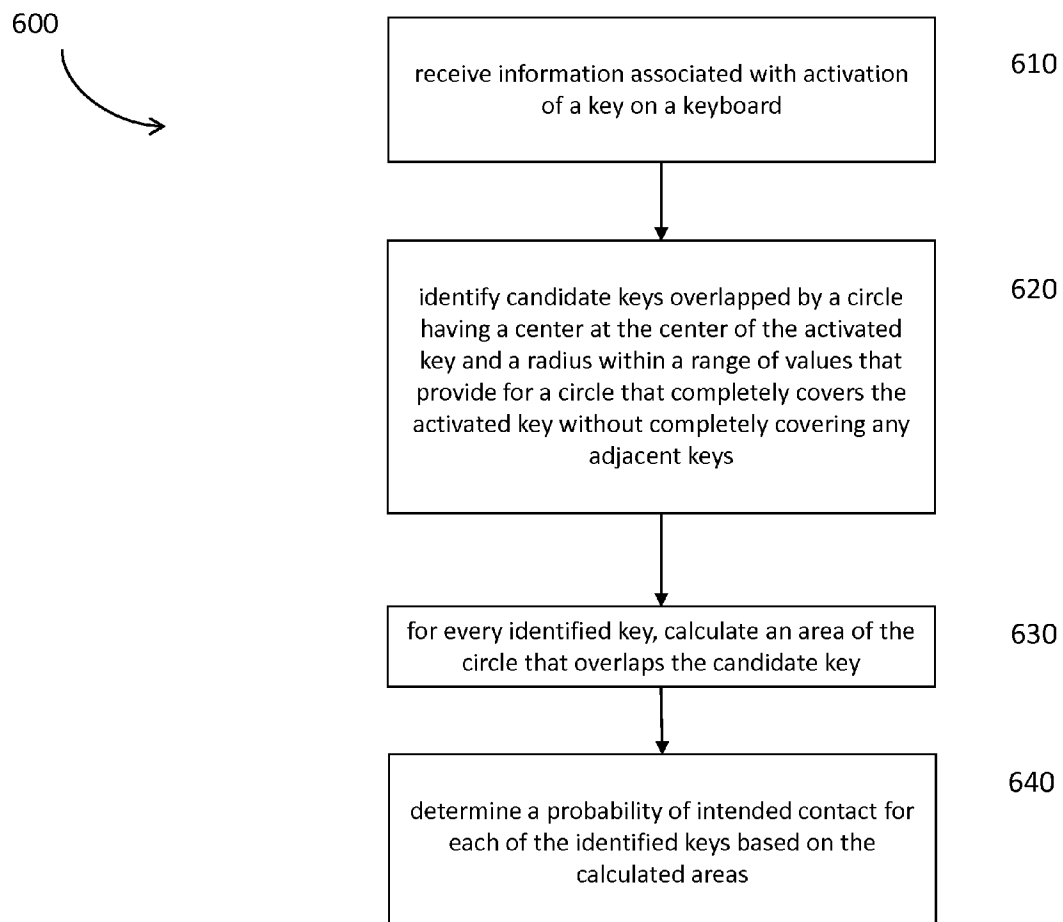 600
610
receive information associated with activation
of a key on a keyboard
620
identify candidate keys overlapped by a circle
having a center at the center of the activated
key and a radius within a range of values that
provide for a circle that completely covers the
activated key without completely covering any
adjacent keys
630
for every identified key, calculate an area of the
circle that overlaps the candidate key
640
determine a probability of intended contact for
each of the identified keys based on the
calculated areas